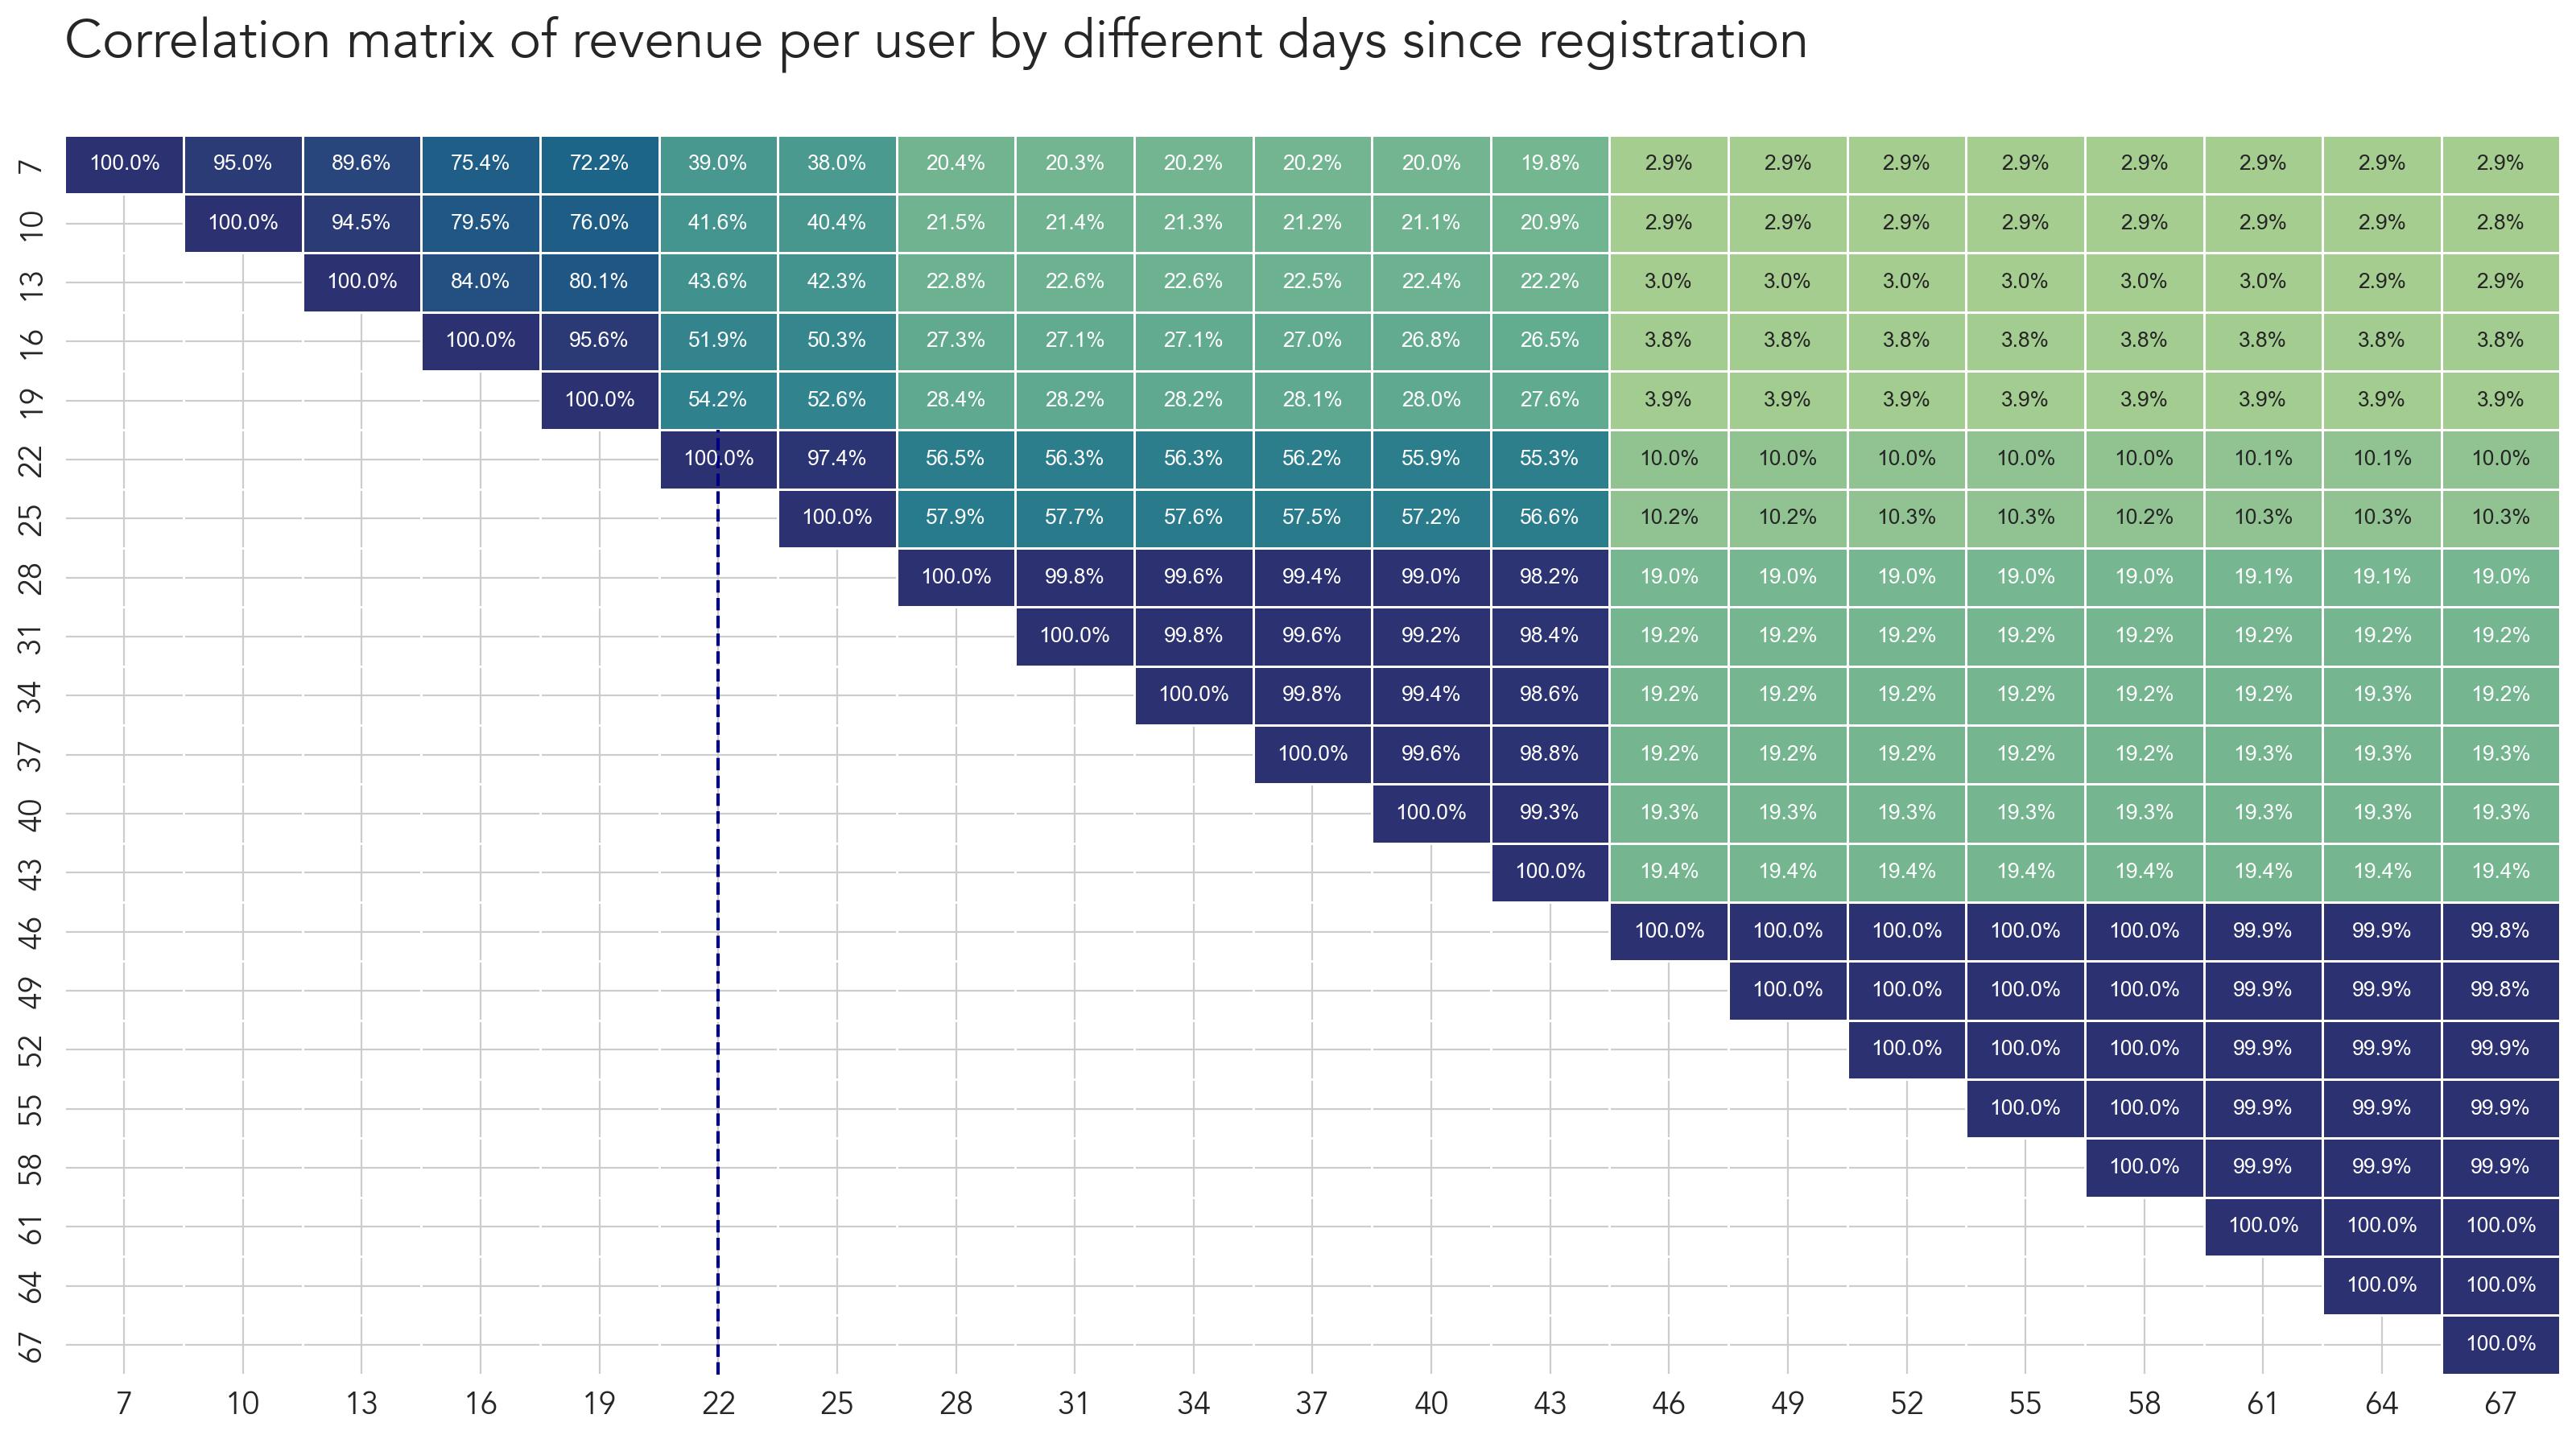 Correlation matrix of revenue per user by different days since registration
7 100.0% 95.0% 89.6% 75.4% 72.2% 39.0% 38.0% 20.4% 20.3% 20.2% 20.2% 20.0% 19.8% 2.9% 2.9% 2.9% 2.9% 2.9% 2.9% 2.9% 2.9%
10 100.0% 94.5% 79.5% 76.0% 41.6% 40.4% 21.5% 21.4% 21.3% 21.2% 21.1% 20.9% 2.9% 2.9% 2.9% 2.9% 2.9% 2.9% 2.9% 2.8%
13 100.0% 84.0% 80.1% 43.6% 42.3% 22.8% 22.6% 22.6% 22.5% 22.4% 22.2% 3.0% 3.0% 3.0% 3.0% 3.0% 3.0% 2.9% 2.9%
16 100.0% 95.6% 51.9% 50.3% 27.3% 27.1% 27.1% 27.0% 26.8% 26.5% 3.8% 3.8% 3.8% 3.8% 3.8% 3.8% 3.8% 3.8%
19 100.0% 54.2% 52.6% 28.4% 28.2% 28.2% 28.1% 28.0% 27.6% 3.9% 3.9% 3.9% 3.9% 3.9% 3.9% 3.9% 3.9%
22 100.0% 97.4% 56.5% 56.3% 56.3% 56.2% 55.9% 55.3% 10.0% 10.0% 10.0% 10.0% 10.0% 10.1% 10.1% 10.0%
25 100.0% 57.9% 57.7% 57.6% 57.5% 57.2% 56.6% 10.2% 10.2% 10.3% 10.3% 10.2% 10.3% 10.3% 10.3%
28 100.0% 99.8% 99.6% 99.4% 99.0% 98.2% 19.0% 19.0% 19.0% 19.0% 19.0% 19.1% 19.1% 19.0%
31 100.0% 99.8% 99.6% 99.2% 98.4% 19.2% 19.2% 19.2% 19.2% 19.2% 19.2% 19.2% 19.2%
34 100.0% 99.8% 99.4% 98.6% 19.2% 19.2% 19.2% 19.2% 19.2% 19.2% 19.3% 19.2%
37 100.0% 99.6% 98.8% 19.2% 19.2% 19.2% 19.2% 19.2% 19.3% 19.3% 19.3%
40 100.0% 99.3% 19.3% 19.3% 19.3% 19.3% 19.3% 19.3% 19.3% 19.3%
43 100.0% 19.4% 19.4% 19.4% 19.4% 19.4% 19.4% 19.4% 19.4%
46 100.0% 100.0% 100.0% 100.0% 100.0% 99.9% 99.9% 99.8%
49 100.0% 100.0% 100.0% 100.0% 99.9% 99.9% 99.8%
52 100.0% 100.0% 100.0% 99.9% 99.9% 99.9%
55 100.0% 100.0% 99.9% 99.9% 99.9%
58 100.0% 99.9% 99.9% 99.9%
61 100.0% 100.0% 100.0%
64 100.0% 100.0%
67 100.0%
7 10 13 16 19 22 25 28 31 34 37 40 43 46 49 52 55 58 61 64 67